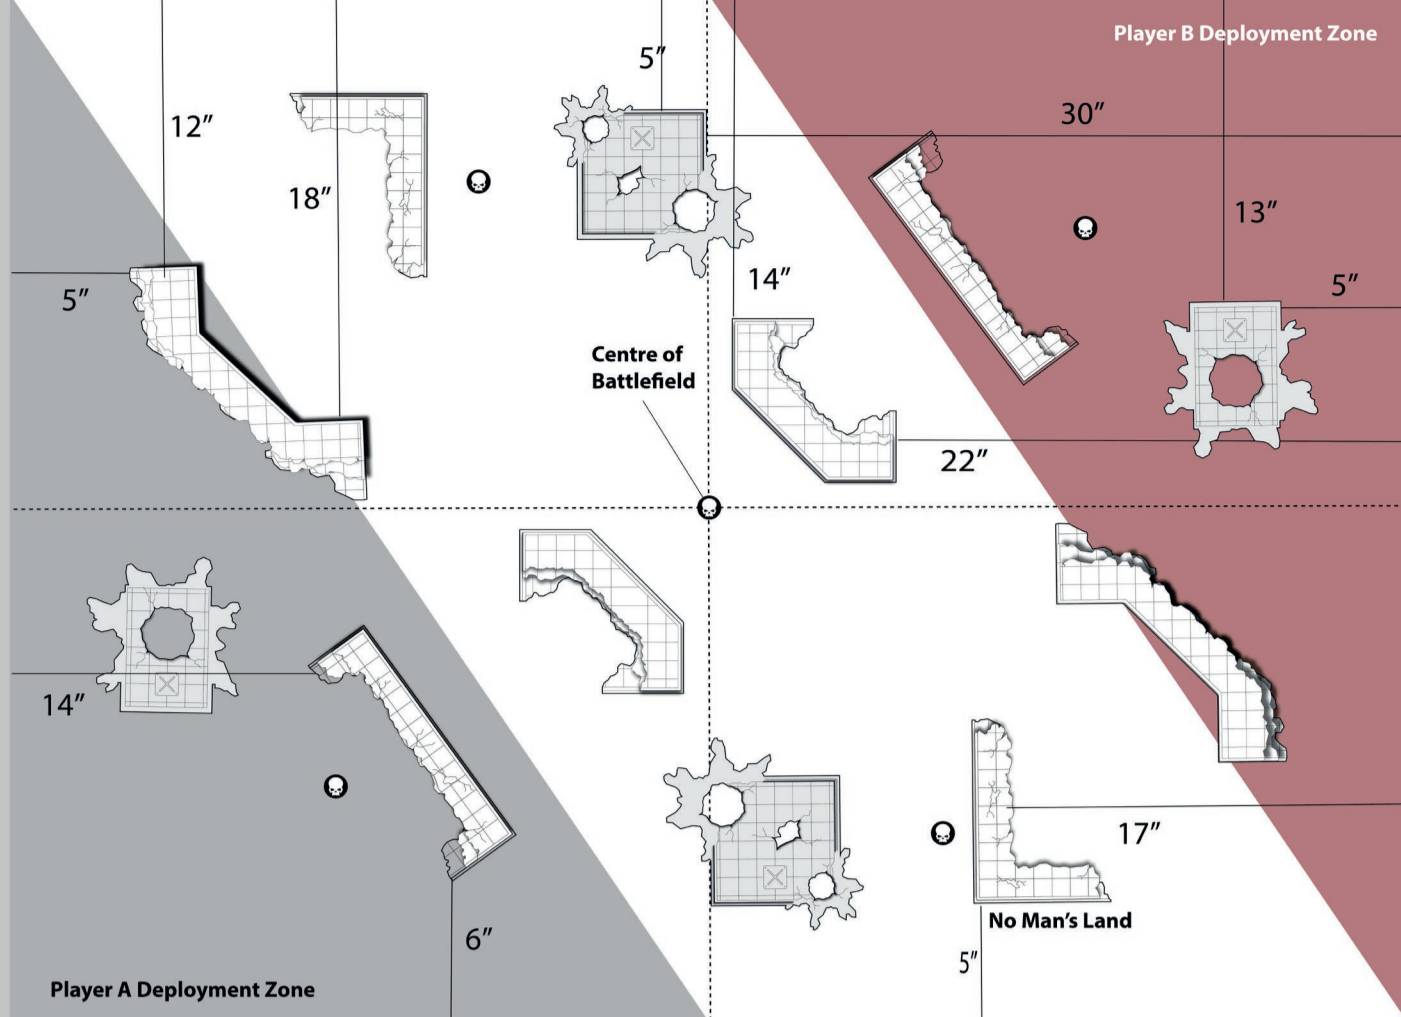 Player B Deployment Zone
5”
30”
12”
18”
13”
14”
5”
5”
Centre of
Battlefield
22”
14”
17”
No Man’s Land
6”
5”
Player A Deployment Zone